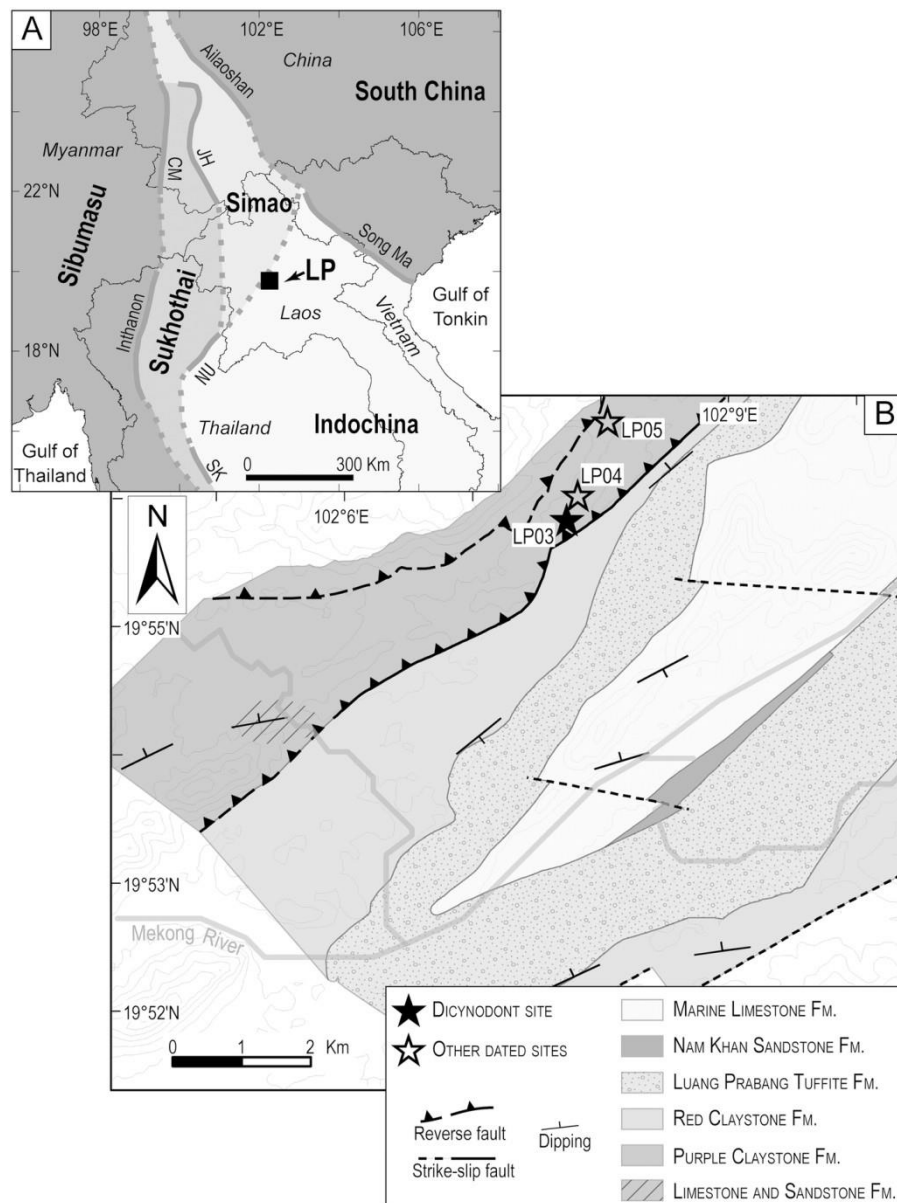 A
98°E
102°E
106°E
Ailaoshan
China
South China
Myanmar
CM
JH
22°N
Simao
Sibumasu
Song Ma
LP
Sukhothai
Inthanon
Laos
Vietnam
Gulf of
Tonkin
18°N
NU
Thailand
Indochina
Gulf of
Thailand
SK
0 300 Km
B
102°9'E
LP05
LP04
N
102°6'E
LP03
19°55'N
19°53'N
Mekong River
19°52'N
0 1 2 Km
DICYNODONT SITE
OTHER DATED SITES
Reverse fault
Strike-slip fault
Dipping
MARINE LIMESTONE FM.
NAM KHAN SANDSTONE FM.
LUANG PRABANG TUFFITE FM.
RED CLAYSTONE FM.
PURPLE CLAYSTONE FM.
LIMESTONE AND SANDSTONE FM.